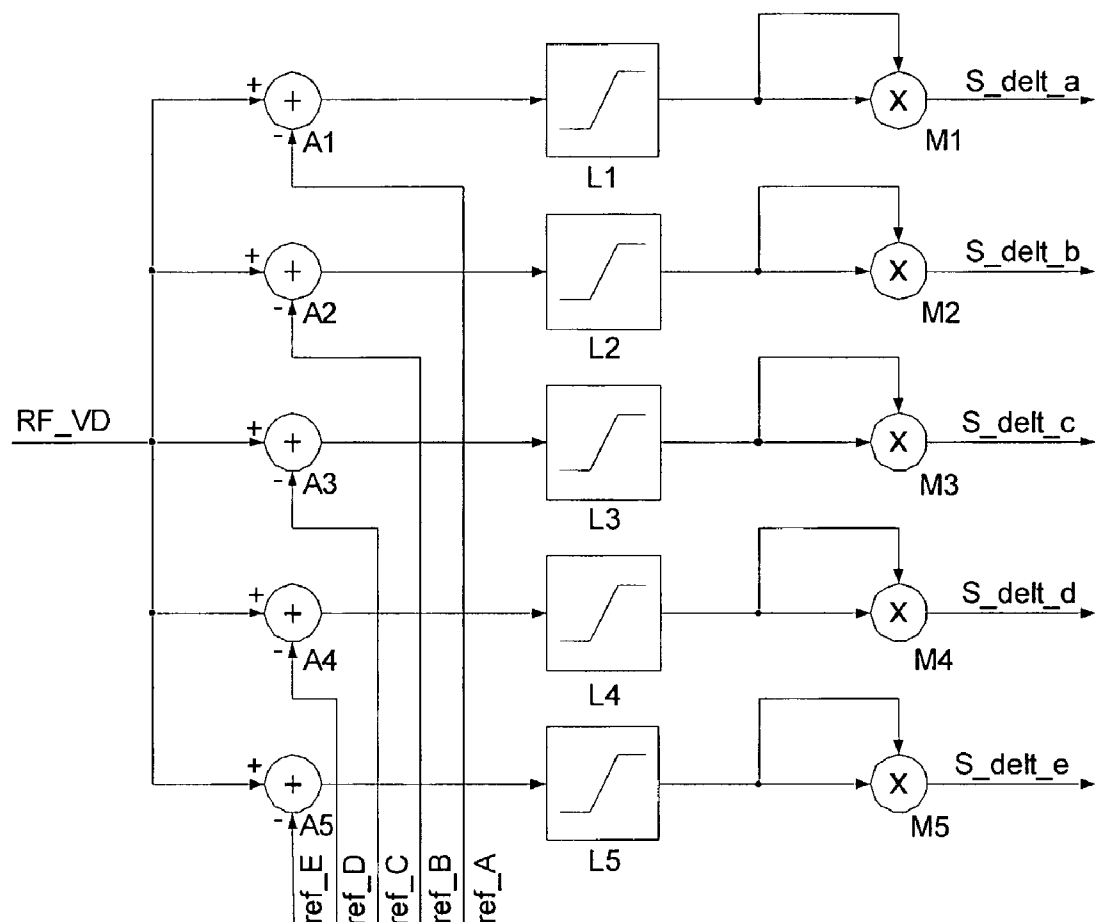 + + S_delt_a
- A1 X M1
L1
+ + S_delt_b
- A2 X M2
L2
RF_VD + + S_delt_c
- A3 X M3
L3
+ + S_delt_d
- A4 X M4
L4
+ + S_delt_e
- A5 X M5
L5
ref_E
ref_D
ref_C
ref_B
ref_A